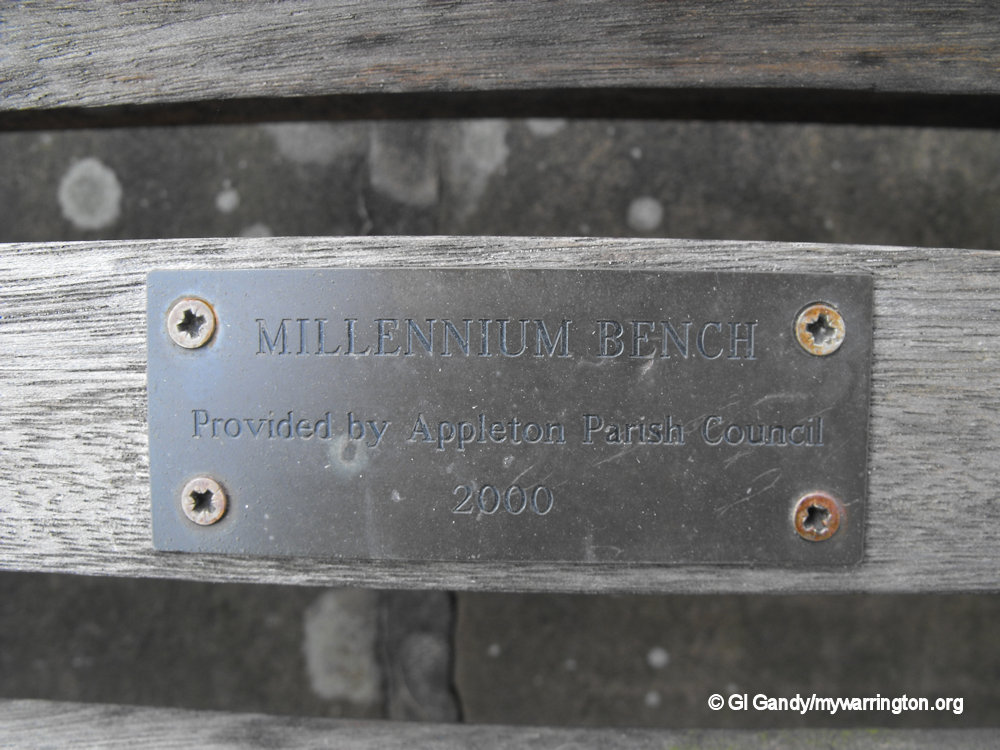 MILLENNIUM BENCH
Provided by Appleton Parish Council
2000
© GI Gandy/mywarrington.org